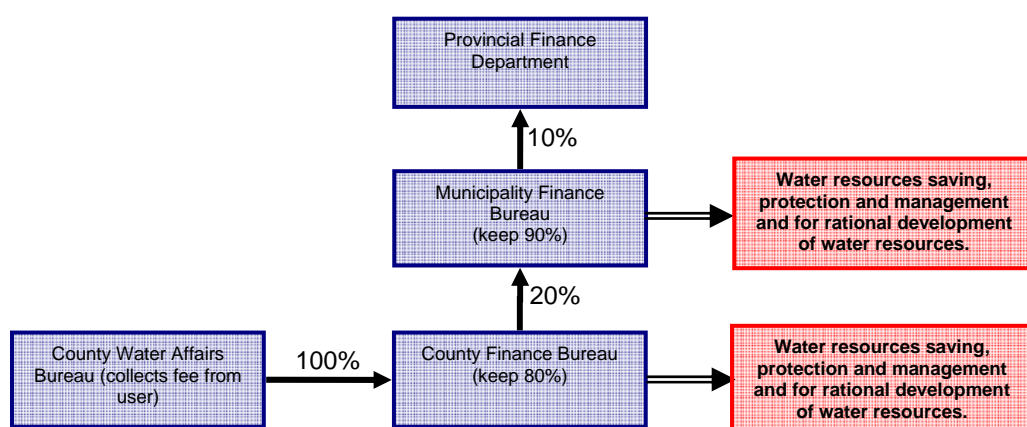 Provincial Finance
Department
10%
Municipality Finance
Bureau
(keep 90%)
Water resources saving,
protection and management
and for rational development
of water resources.
20%
County Water Affairs
Bureau (collects fee from
user)
100%
County Finance Bureau
(keep 80%)
Water resources saving,
protection and management
and for rational development
of water resources.